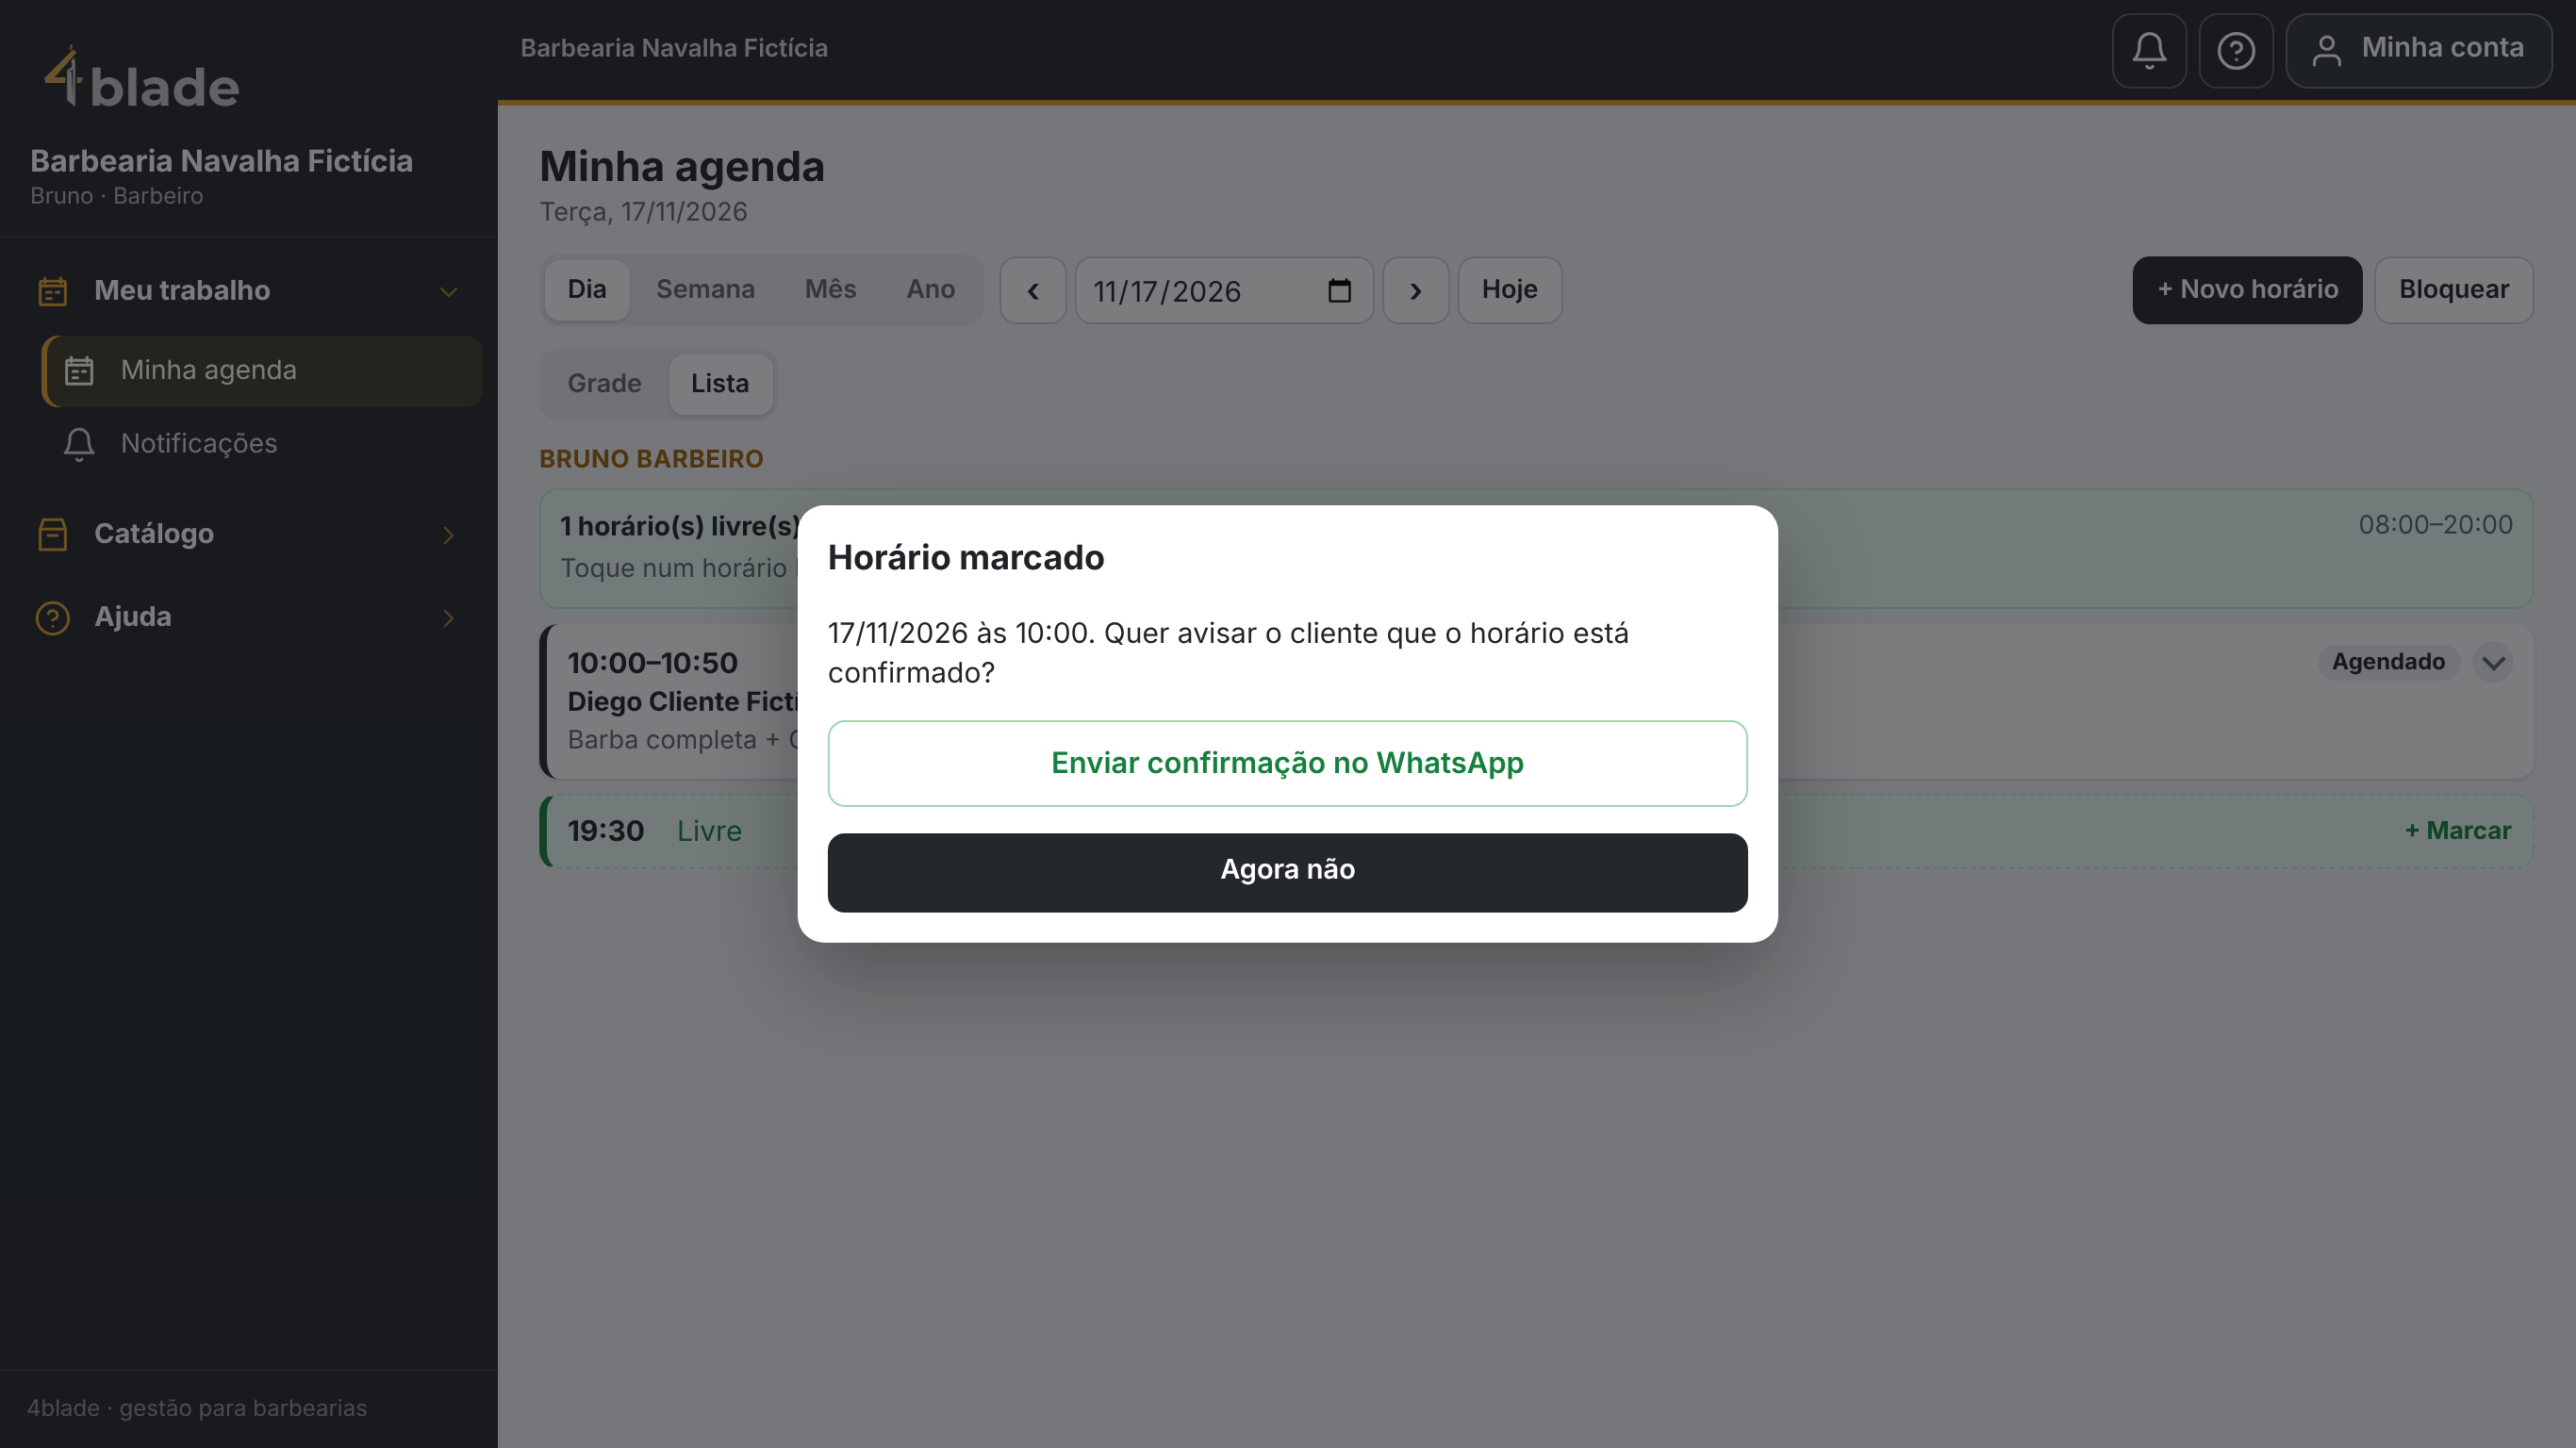 4blade
Barbearia Navalha Fictícia
Bruno · Barbeiro
Meu trabalho
Minha agenda
Notificações
Catálogo
Ajuda
4blade · gestão para barbearias
Barbearia Navalha Fictícia
Minha conta
Minha agenda
Terça, 17/11/2026
Dia Semana Mês Ano
11/17/2026
Hoje
+ Novo horário
Bloquear
Grade Lista
BRUNO BARBEIRO
1 horário(s) livre(s)
08:00–20:00
Toque num horário
10:00–10:50
Agendado
Diego Cliente
Barba completa +
19:30 Livre
+ Marcar
Horário marcado
17/11/2026 às 10:00. Quer avisar o cliente que o horário está
confirmado?
Enviar confirmação no WhatsApp
Agora não